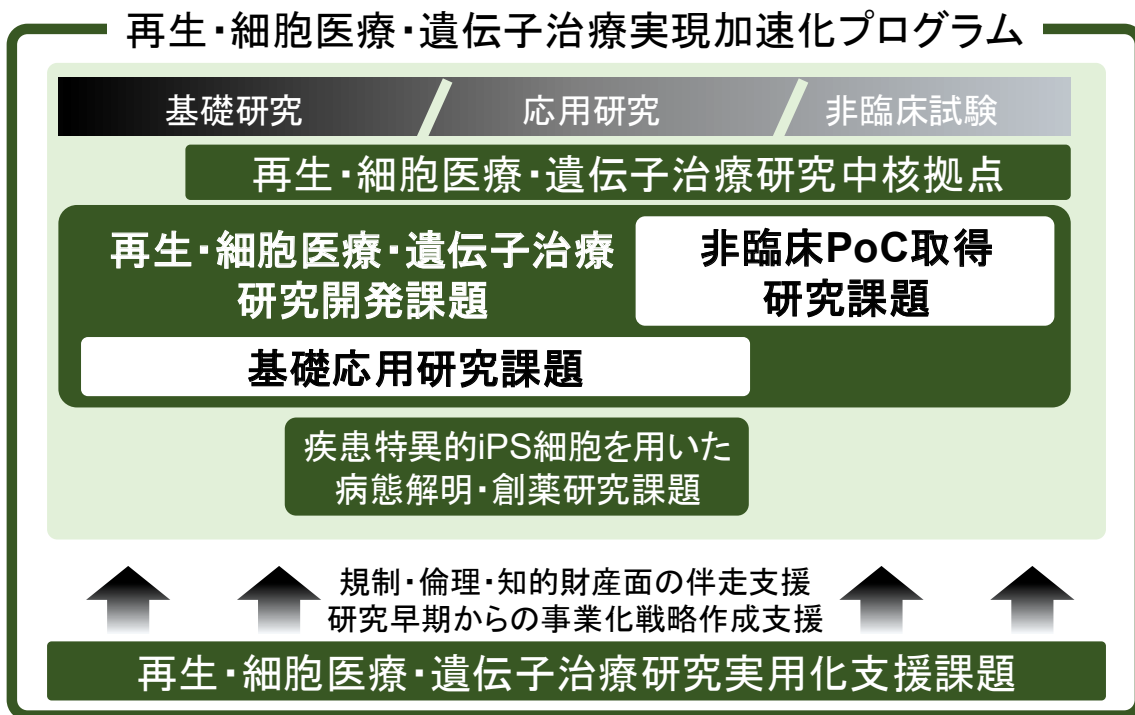 再生・細胞医療・遺伝子治療実現加速化プログラム
基礎研究
応用研究
非臨床試験
再生・細胞医療・遺伝子治療研究中核拠点
再生・細胞医療・遺伝子治療
研究開発課題
非臨床PoC取得
研究課題
基礎応用研究課題
疾患特異的iPS細胞を用いた
病態解明・創薬研究課題
規制・倫理・知的財産面の伴走支援
研究早期からの事業化戦略作成支援
再生・細胞医療・遺伝子治療研究実用化支援課題